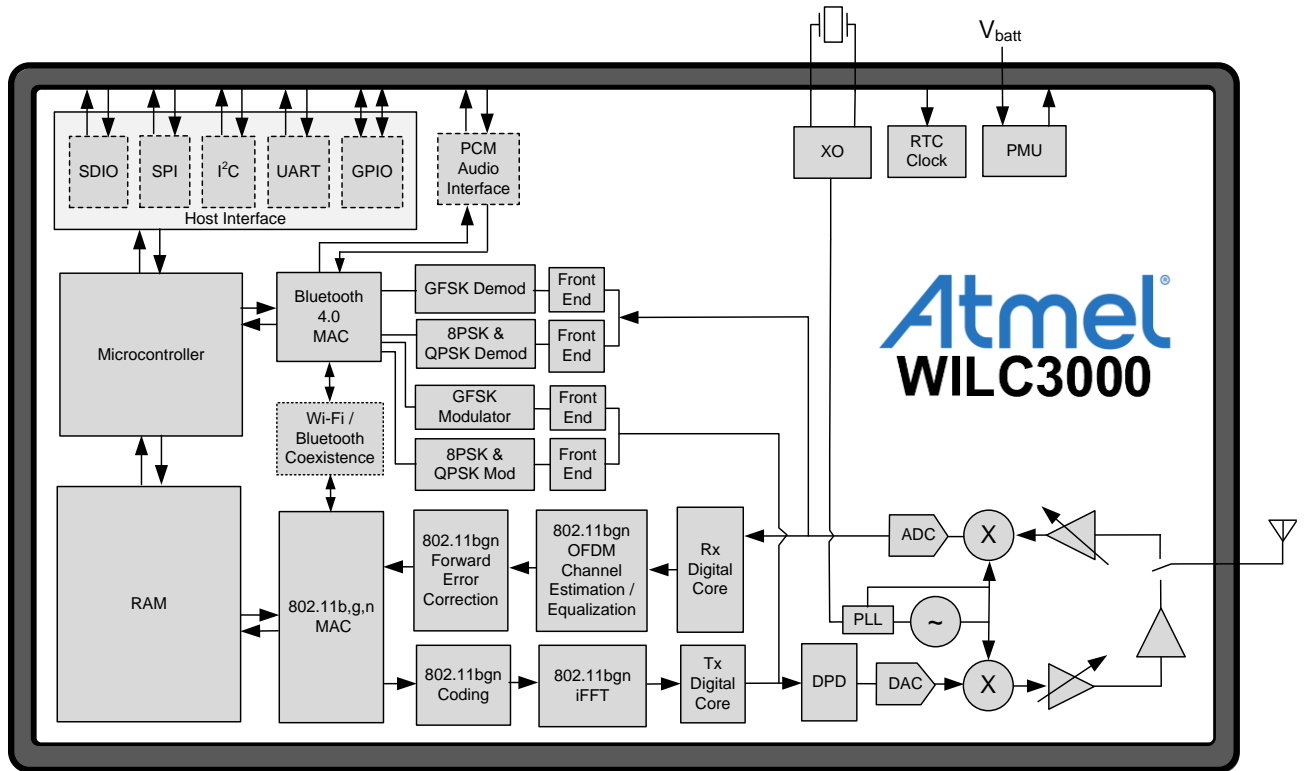 V_batt
XO
RTC
Clock
PMU
SDIO
SPI
I²C
UART
GPIO
Host Interface
PCM
Audio
Interface
Microcontroller
Bluetooth
4.0
MAC
GFSK Demod
Front
End
8PSK &
QPSK Demod
Front
End
GFSK
Modulator
Front
End
8PSK &
QPSK Mod
Front
End
Wi-Fi /
Bluetooth
Coexistence
Atmel®
WILC3000
RAM
802.11b,g,n
MAC
802.11bgn
Forward
Error
Correction
802.11bgn
OFDM
Channel
Estimation /
Equalization
Rx
Digital
Core
ADC
X
PLL
~
802.11bgn
Coding
802.11bgn
iFFT
Tx
Digital
Core
DPD
DAC
X